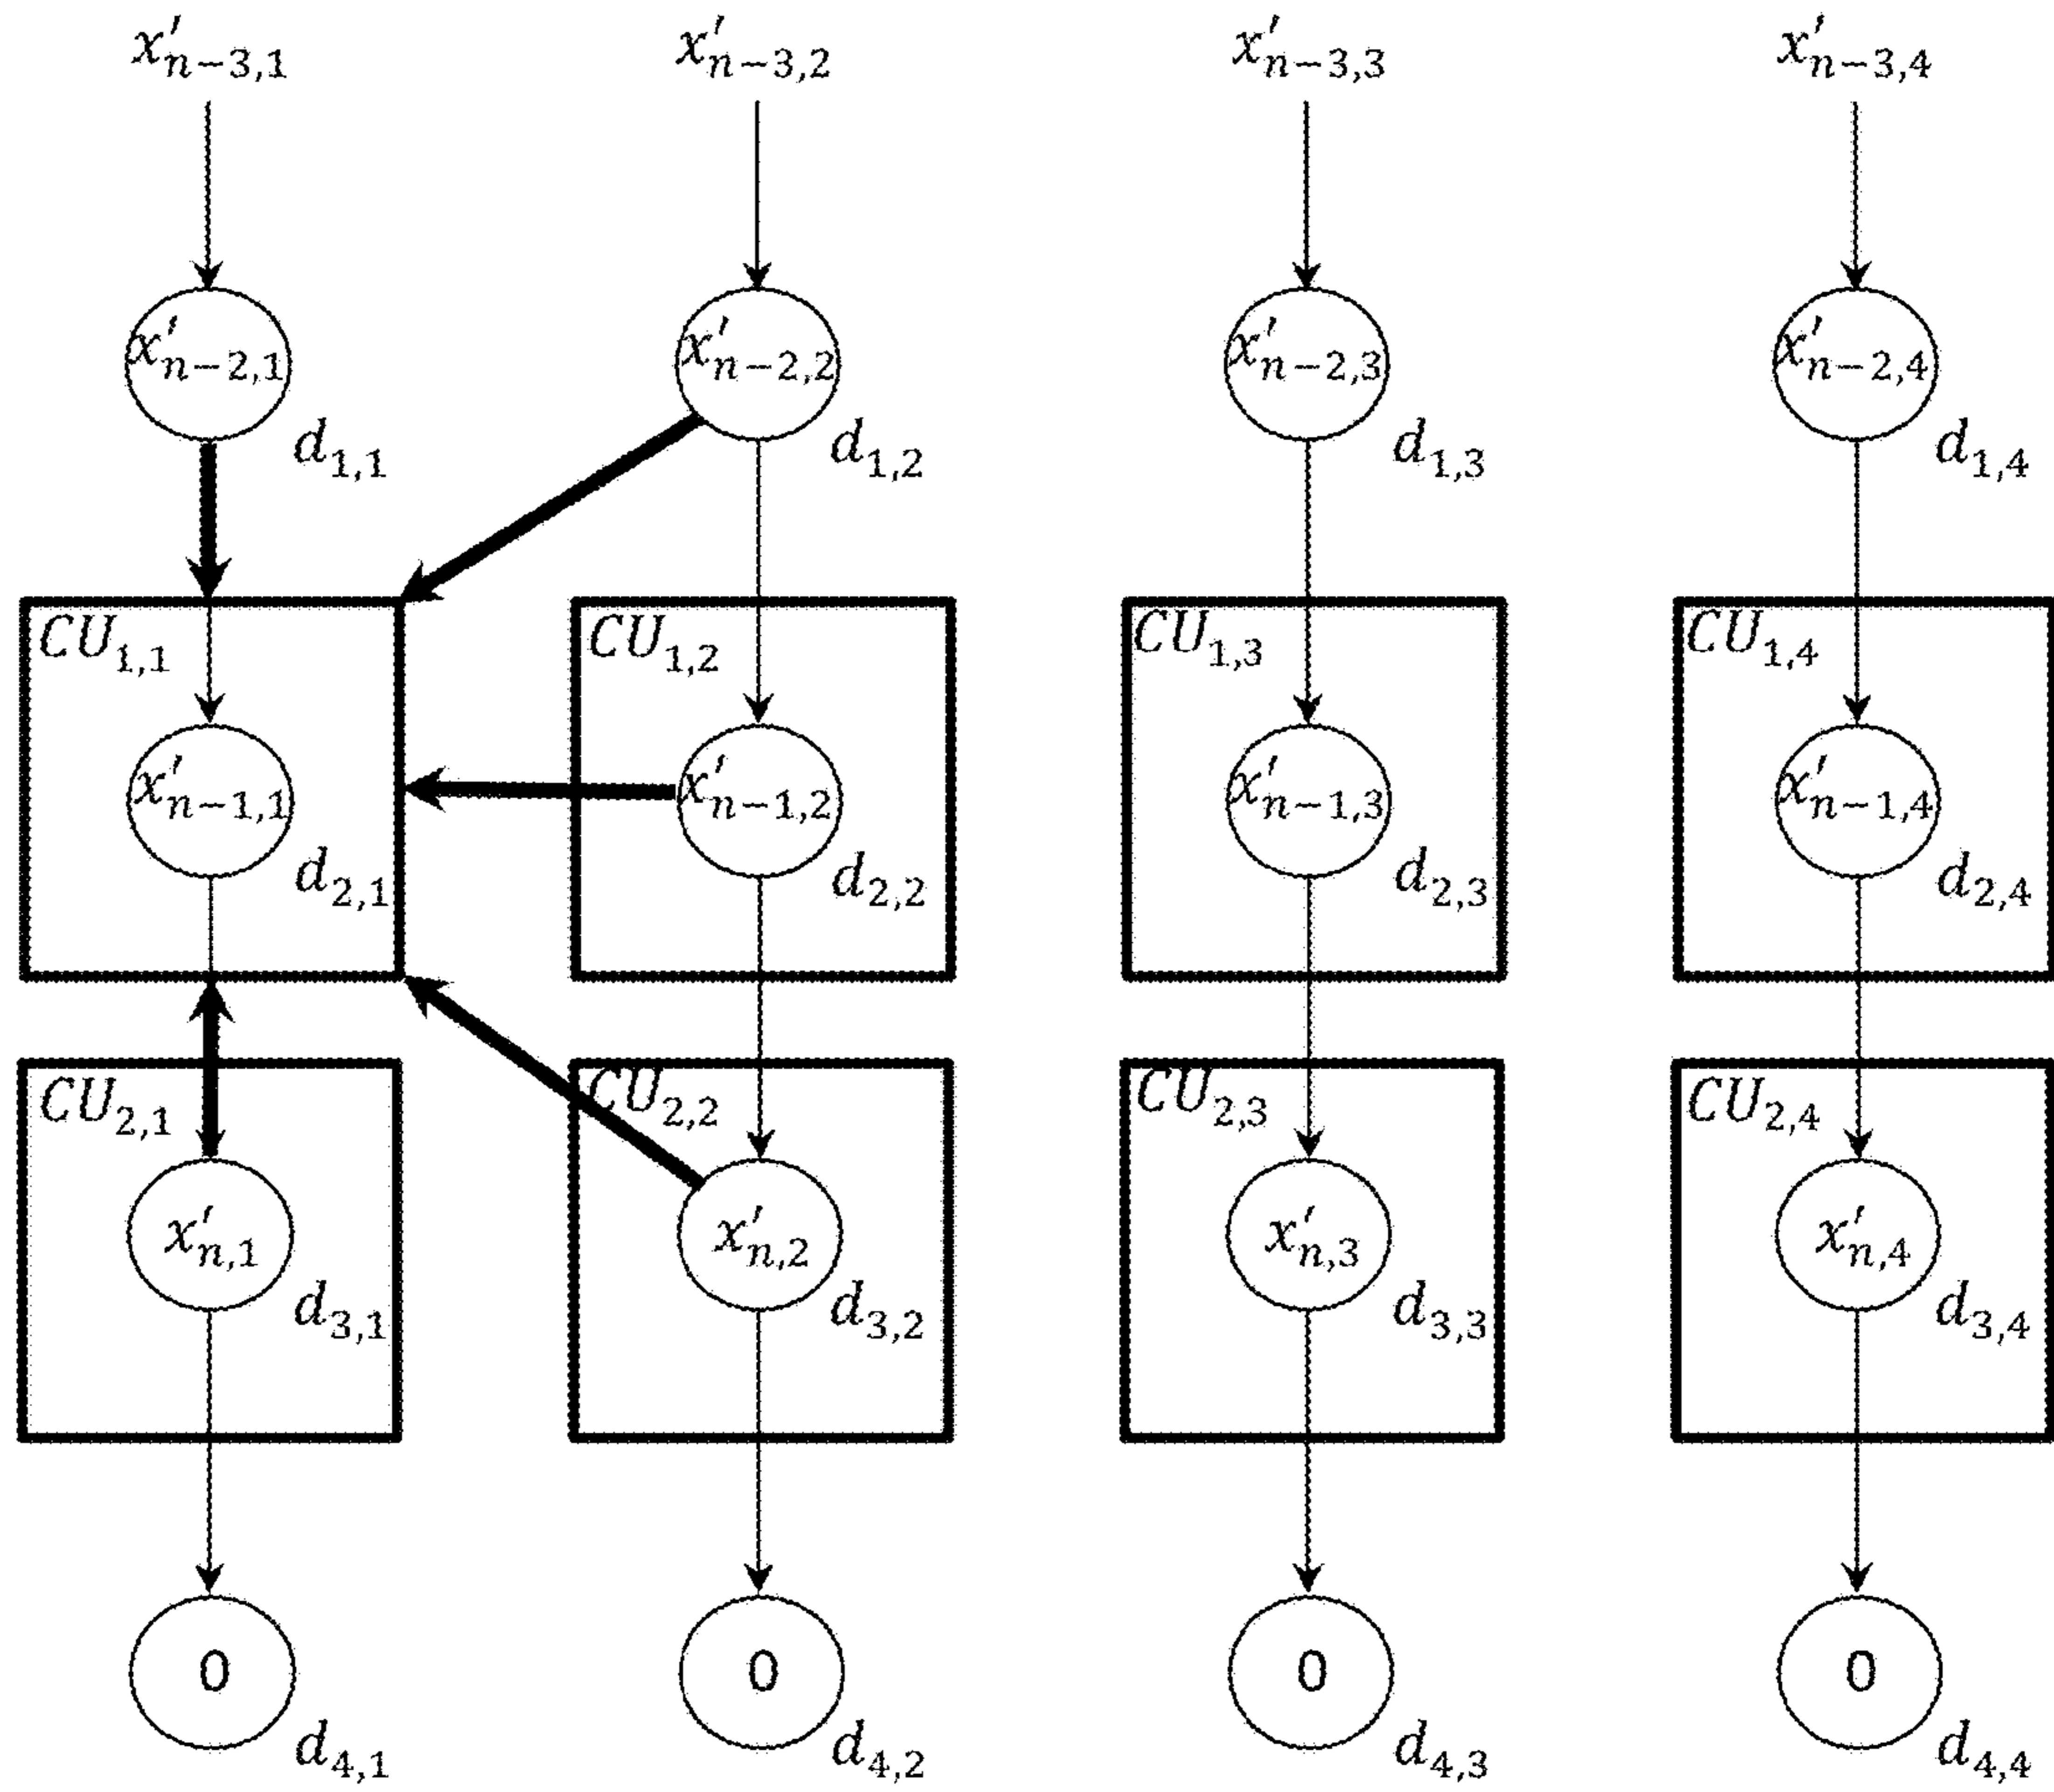 x′n−3,1 x′n−3,2 x′n−3,3 x′n−3,4
x′n−2,1 x′n−2,2 x′n−2,3 x′n−2,4
d1,1 d1,2 d1,3 d1,4
CU1,1 CU1,2 CU1,3 CU1,4
x′n−1,1 x′n−1,2 x′n−1,3 x′n−1,4
d2,1 d2,2 d2,3 d2,4
CU2,1 CU2,2 CU2,3 CU2,4
x′n,1 x′n,2 x′n,3 x′n,4
d3,1 d3,2 d3,3 d3,4
0 0 0 0
d4,1 d4,2 d4,3 d4,4